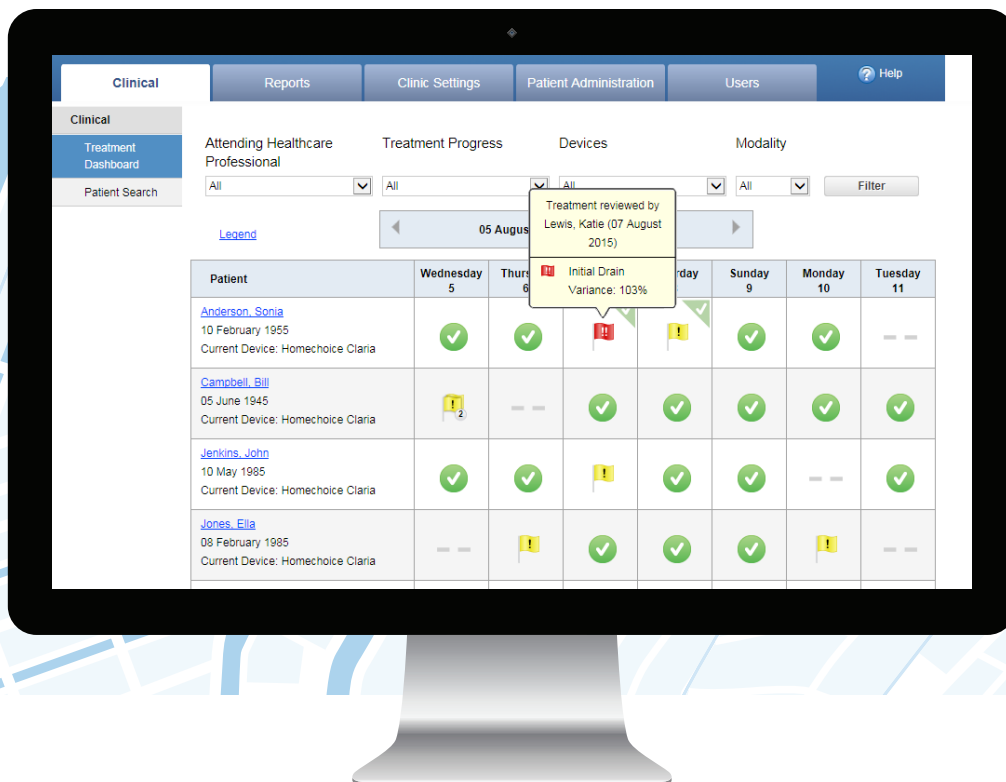 Clinical
Reports
Clinic Settings
Patient Administration
Users
Help
Clinical
Treatment
Dashboard
Patient Search
Attending Healthcare
Professional
Treatment Progress
Devices
Modality
All
All
All
All
Filter
Legend
05 Augus
Treatment reviewed by
Lewis, Katie (07 August
2015)
!! Initial Drain
Variance: 103%
Patient
Wednesday
5
Thurs
6
rday
Sunday
9
Monday
10
Tuesday
11
Anderson, Sonia
10 February 1955
Current Device: Homechoice Claria
!!
!
Campbell, Bill
05 June 1945
Current Device: Homechoice Claria
!
2
Jenkins, John
10 May 1985
Current Device: Homechoice Claria
!
Jones, Ella
08 February 1985
Current Device: Homechoice Claria
!
!